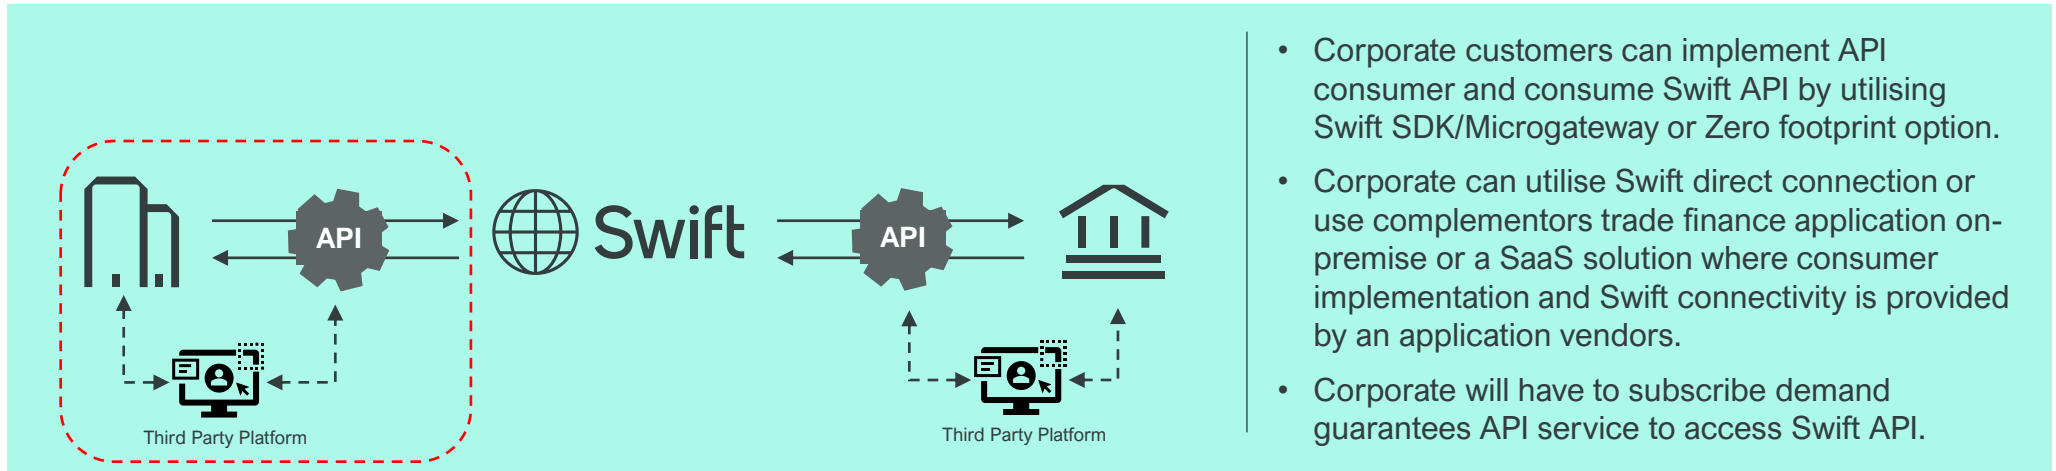 API
Swift
API
Third Party Platform
Third Party Platform
• Corporate customers can implement API
consumer and consume Swift API by utilising
Swift SDK/Microgateway or Zero footprint option.
• Corporate can utilise Swift direct connection or
use complementors trade finance application on-
premise or a SaaS solution where consumer
implementation and Swift connectivity is provided
by an application vendors.
• Corporate will have to subscribe demand
guarantees API service to access Swift API.